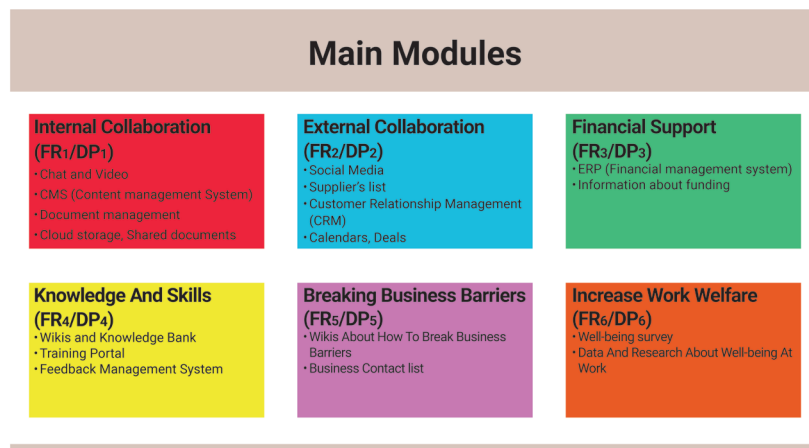 Main Modules
Internal Collaboration
(FR₁/DP₁)
• Chat and Video
• CMS (Content management System)
• Document management
• Cloud storage, Shared documents
External Collaboration
(FR₂/DP₂)
• Social Media
• Supplier's list
• Customer Relationship Management
(CRM)
• Calendars, Deals
Financial Support
(FR₃/DP₃)
• ERP (Financial management system)
• Information about funding
Knowledge And Skills
(FR₄/DP₄)
• Wikis and Knowledge Bank
• Training Portal
• Feedback Management System
Breaking Business Barriers
(FR₅/DP₅)
• Wikis About How To Break Business
Barriers
• Business Contact list
Increase Work Welfare
(FR₆/DP₆)
• Well-being survey
• Data And Research About Well-being At
Work